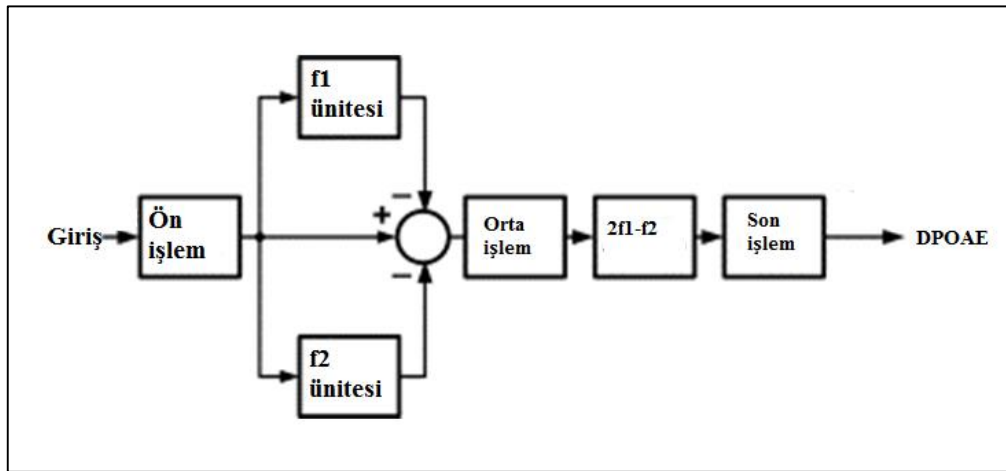 f1
ünitesi
Giriş
Ön
işlem
−
+
−
Orta
işlem
2f1-f2
Son
işlem
DPOAE
f2
ünitesi